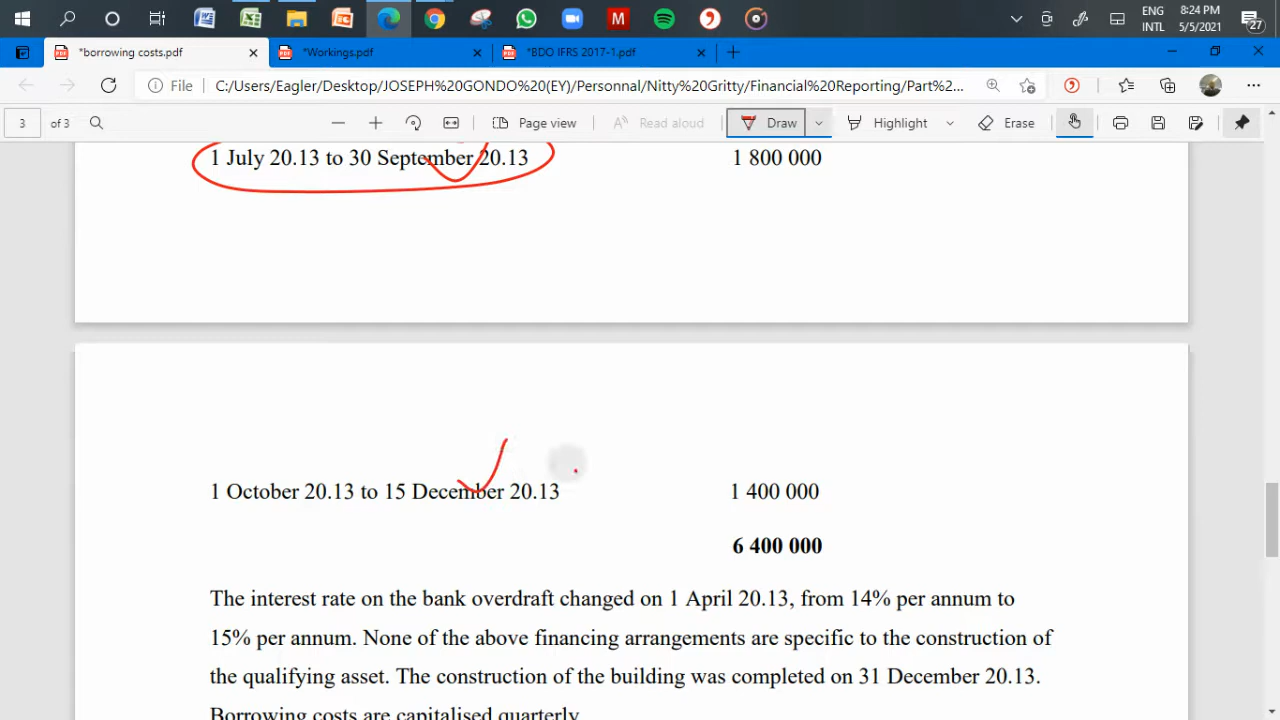 8:24 PM
ENG
INTL
5/5/2021
27
*borrowing costs.pdf
*Workings.pdf
*BDO IFRS 2017-1.pdf
File
C:/Users/Eagler/Desktop/JOSEPH%20GONDO%20(EY)/Personnal/Nitty%20Gritty/Financial%20Reporting/Part%2...
3 of 3
Page view
Read aloud
Draw
Highlight
Erase
1 July 20.13 to 30 September 20.13 1 800 000
1 October 20.13 to 15 December 20.13 1 400 000
6 400 000
The interest rate on the bank overdraft changed on 1 April 20.13, from 14% per annum to
15% per annum. None of the above financing arrangements are specific to the construction of
the qualifying asset. The construction of the building was completed on 31 December 20.13.
Borrowing costs are capitalised quarterly